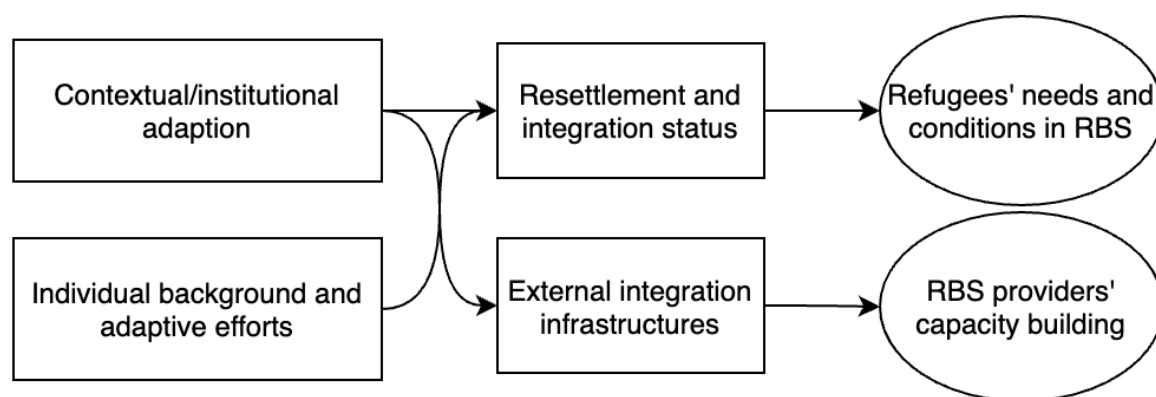 Contextual/institutional
adaption
Resettlement and
integration status
Refugees' needs and
conditions in RBS
Individual background and
adaptive efforts
External integration
infrastructures
RBS providers'
capacity building